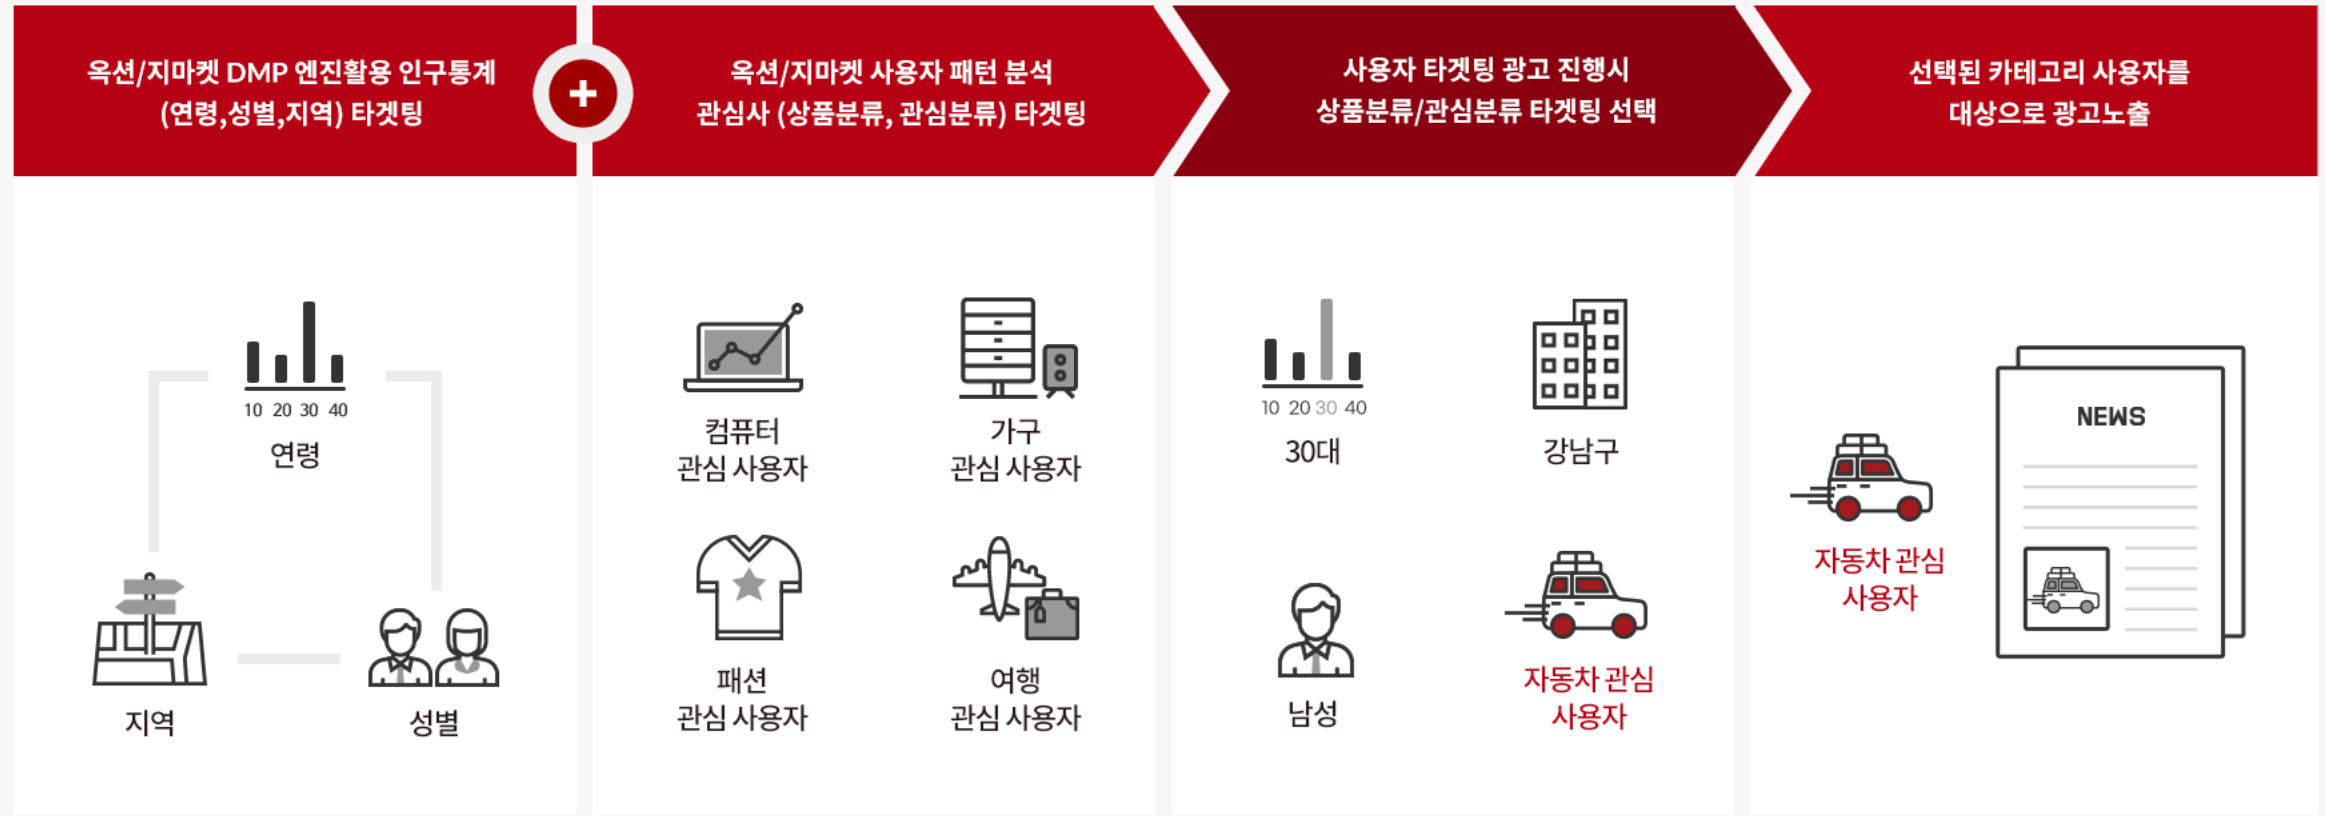 옥션/지마켓 DMP 엔진활용 인구통계
(연령,성별,지역) 타겟팅
+
옥션/지마켓 사용자 패턴 분석
관심사 (상품분류, 관심분류) 타겟팅
사용자 타겟팅 광고 진행시
상품분류/관심분류 타겟팅 선택
선택된 카테고리 사용자를
대상으로 광고노출
10 20 30 40
연령
지역
성별
컴퓨터
관심 사용자
가구
관심 사용자
패션
관심 사용자
여행
관심 사용자
10 20 30 40
30대
강남구
남성
자동차 관심
사용자
자동차 관심
사용자
NEWS